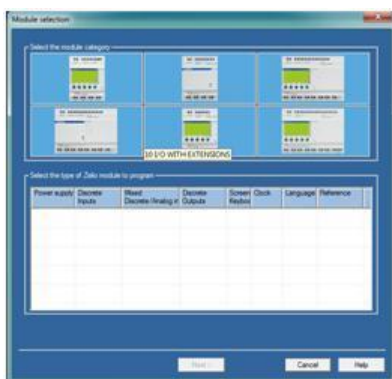 Module selection
Select the module category
10 I/O WITH EXTENSIONS
Select the type of Zelio module to program
Power supply Discrete Inputs Mixed Discrete/Analog in Discrete Outputs Screen Keyboa Clock Language Reference
Next
Cancel
Help